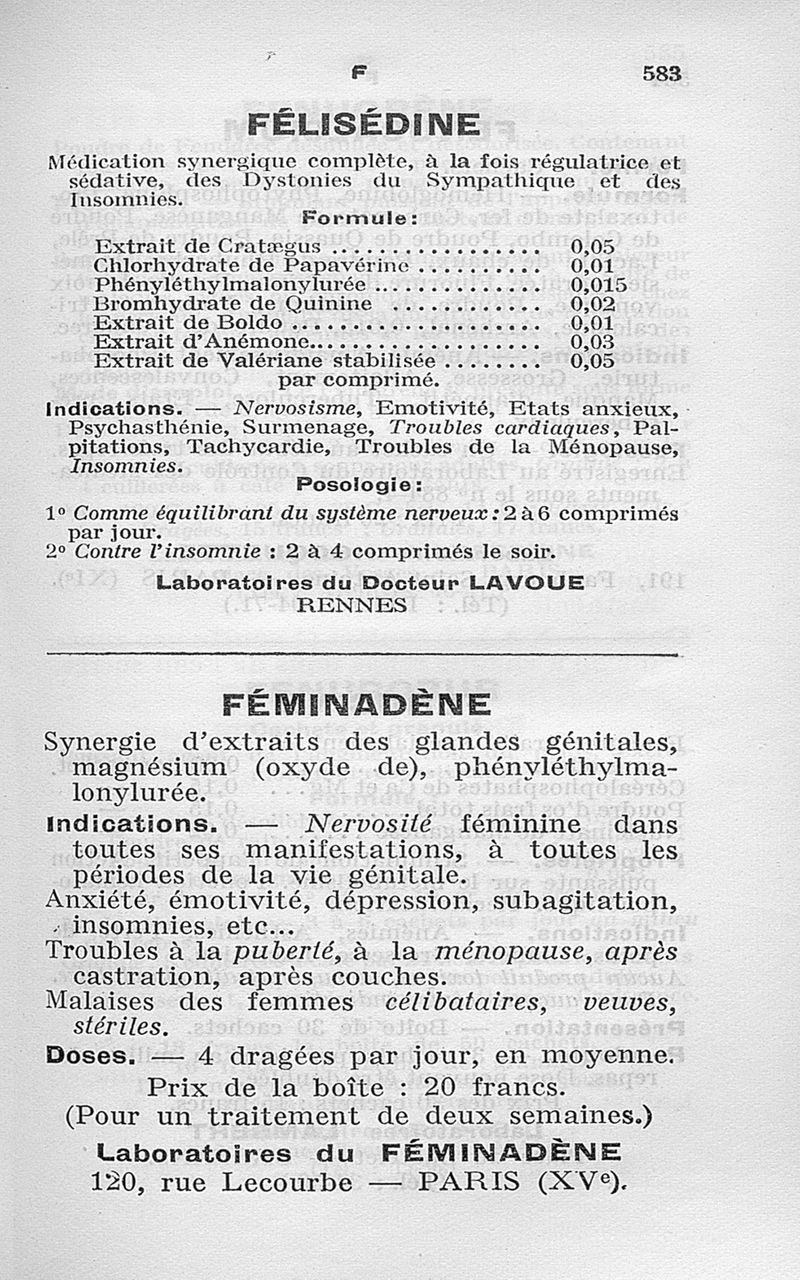 F 583
FÉLISÉDINE
Médication synergique complète, à la fois régulatrice et
sédative, des Dystonies du Sympathique et des
Insomnies.
Formule:
Extrait de Cratægus .................. 0,05
Chlorhydrate de Papavérine .......... 0,01
Phényléthylmalonylurée .............. 0,015
Bromhydrate de Quinine ............. 0,02
Extrait de Boldo ..................... 0,01
Extrait d'Anémone................... 0,03
Extrait de Valériane stabilisée ........ 0,05
par comprimé.
Indications. — Nervosisme, Emotivité, Etats anxieux,
Psychasthénie, Surmenage, Troubles cardiaques, Pal-
pitations, Tachycardie, Troubles de la Ménopause,
Insomnies.
Posologie:
1° Comme équilibrant du système nerveux : 2 à 6 comprimés
par jour.
2° Contre l'insomnie : 2 à 4 comprimés le soir.
Laboratoires du Docteur LAVOUE
RENNES
FÉMINADÈNE
Synergie d'extraits des glandes génitales,
magnésium (oxyde de), phényléthylma-
lonylurée.
Indications. — Nervosité féminine dans
toutes ses manifestations, à toutes les
périodes de la vie génitale.
Anxiété, émotivité, dépression, subagitation,
insomnies, etc...
Troubles à la puberté, à la ménopause, après
castration, après couches.
Malaises des femmes célibataires, veuves,
stériles.
Doses. — 4 dragées par jour, en moyenne.
Prix de la boîte : 20 francs.
(Pour un traitement de deux semaines.)
Laboratoires du FÉMINADÈNE
120, rue Lecourbe — PARIS (XVe).